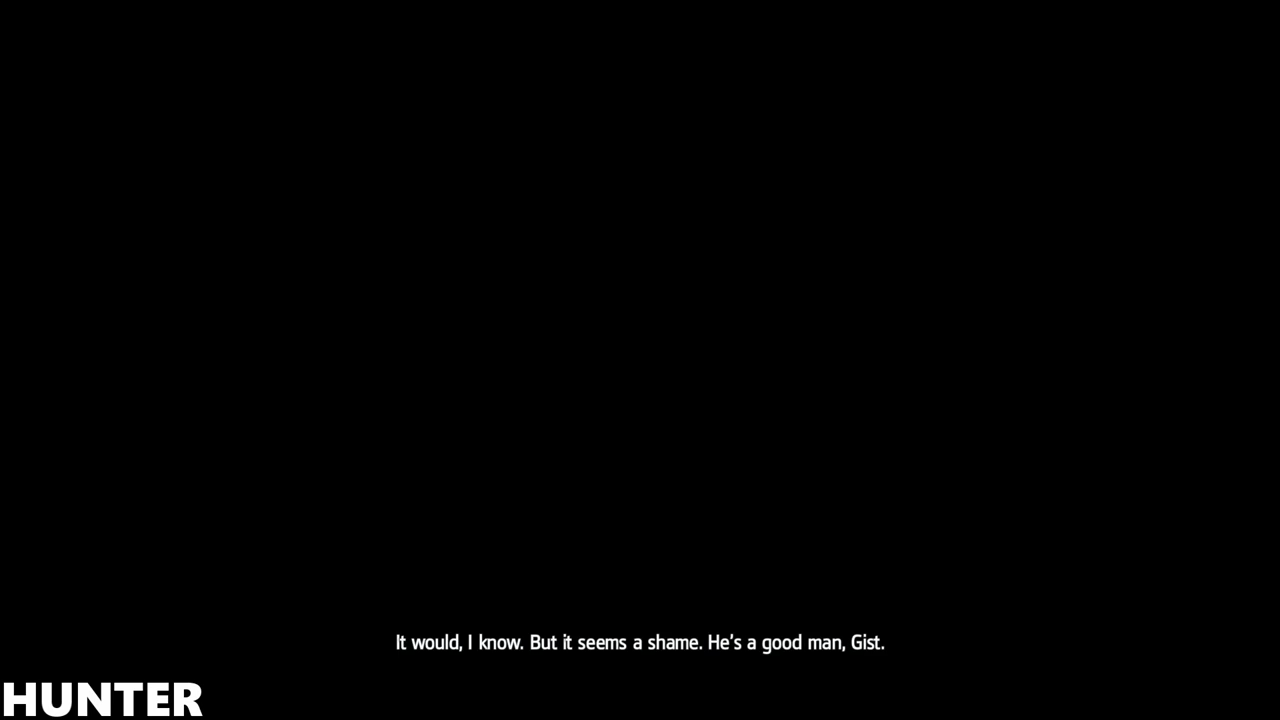 It would, I know. But it seems a shame. He's a good man, Gist.
HUNTER